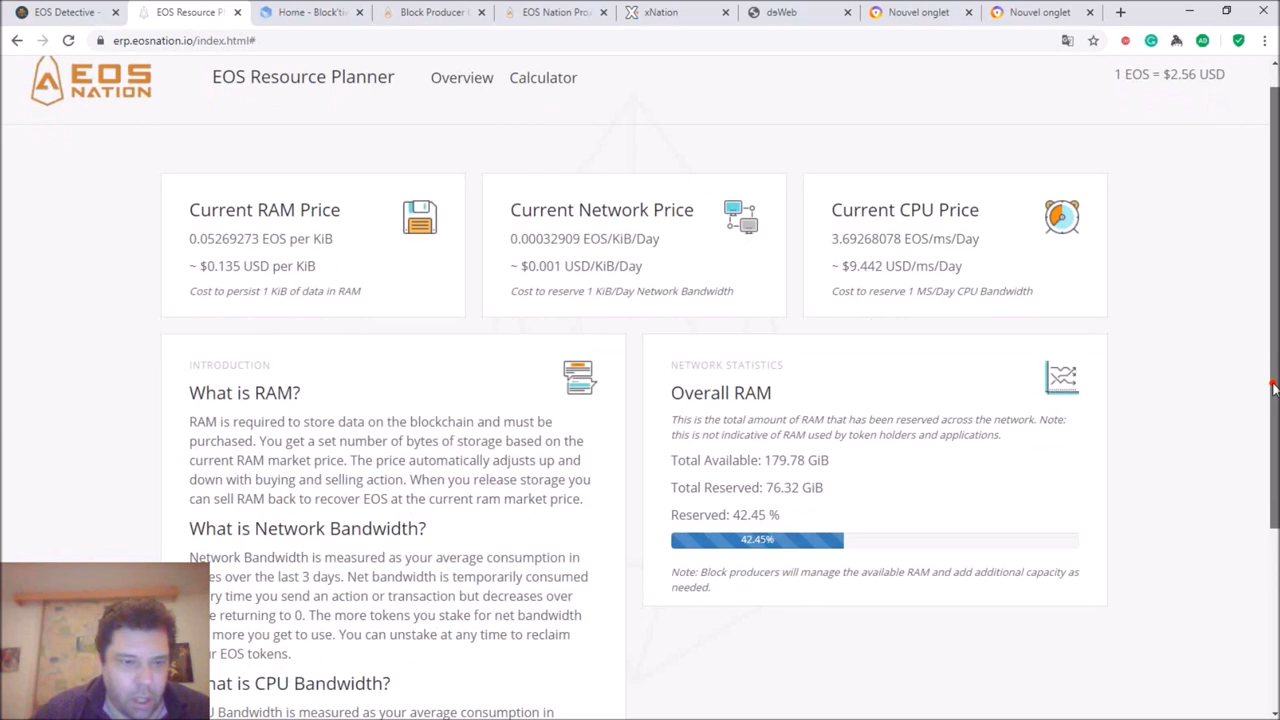 EOS Detective -
EOS Resource P
Home - Block'ti
Block Producer C
EOS Nation Pro
xNation
dəWeb
Nouvel onglet
Nouvel onglet
erp.eosnation.io/index.html#
EOS
NATION
EOS Resource Planner
Overview
Calculator
1 EOS = $2.56 USD
Current RAM Price
0.05269273 EOS per KiB
~ $0.135 USD per KiB
Cost to persist 1 KiB of data in RAM
Current Network Price
0.00032909 EOS/KiB/Day
~ $0.001 USD/KiB/Day
Cost to reserve 1 KiB/Day Network Bandwidth
Current CPU Price
3.69268078 EOS/ms/Day
~ $9.442 USD/ms/Day
Cost to reserve 1 MS/Day CPU Bandwidth
INTRODUCTION
What is RAM?
RAM is required to store data on the blockchain and must be
purchased. You get a set number of bytes of storage based on the
current RAM market price. The price automatically adjusts up and
down with buying and selling action. When you release storage you
can sell RAM back to recover EOS at the current ram market price.
What is Network Bandwidth?
Network Bandwidth is measured as your average consumption in
es over the last 3 days. Net bandwidth is temporarily consumed
ry time you send an action or transaction but decreases over
e returning to 0. The more tokens you stake for net bandwidth
more you get to use. You can unstake at any time to reclaim
r EOS tokens.
hat is CPU Bandwidth?
U Bandwidth is measured as your average consumption in
NETWORK STATISTICS
Overall RAM
This is the total amount of RAM that has been reserved across the network. Note:
this is not indicative of RAM used by token holders and applications.
Total Available: 179.78 GiB
Total Reserved: 76.32 GiB
Reserved: 42.45 %
42.45%
Note: Block producers will manage the available RAM and add additional capacity as
needed.